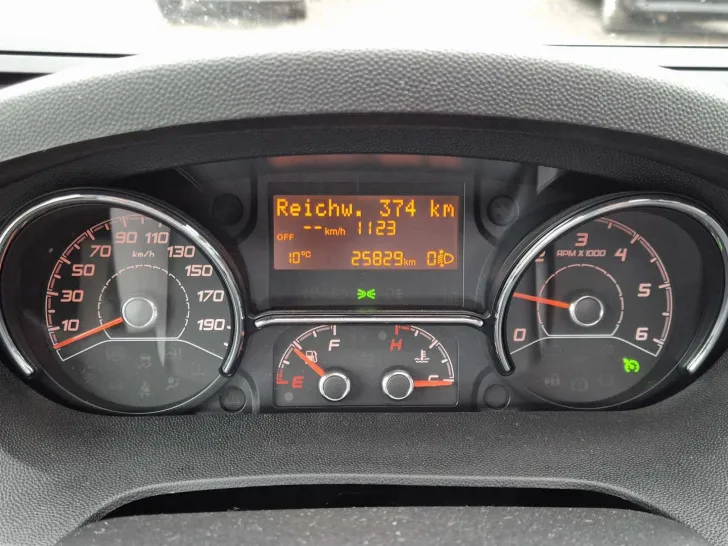 10 30 50 70 90 110 130 150 190
km/h
Reichw. 374 km
OFF --km/h 1123
10°C 25829km 0
E F
H C
0 2 3 4 5 6
RPM X 1000